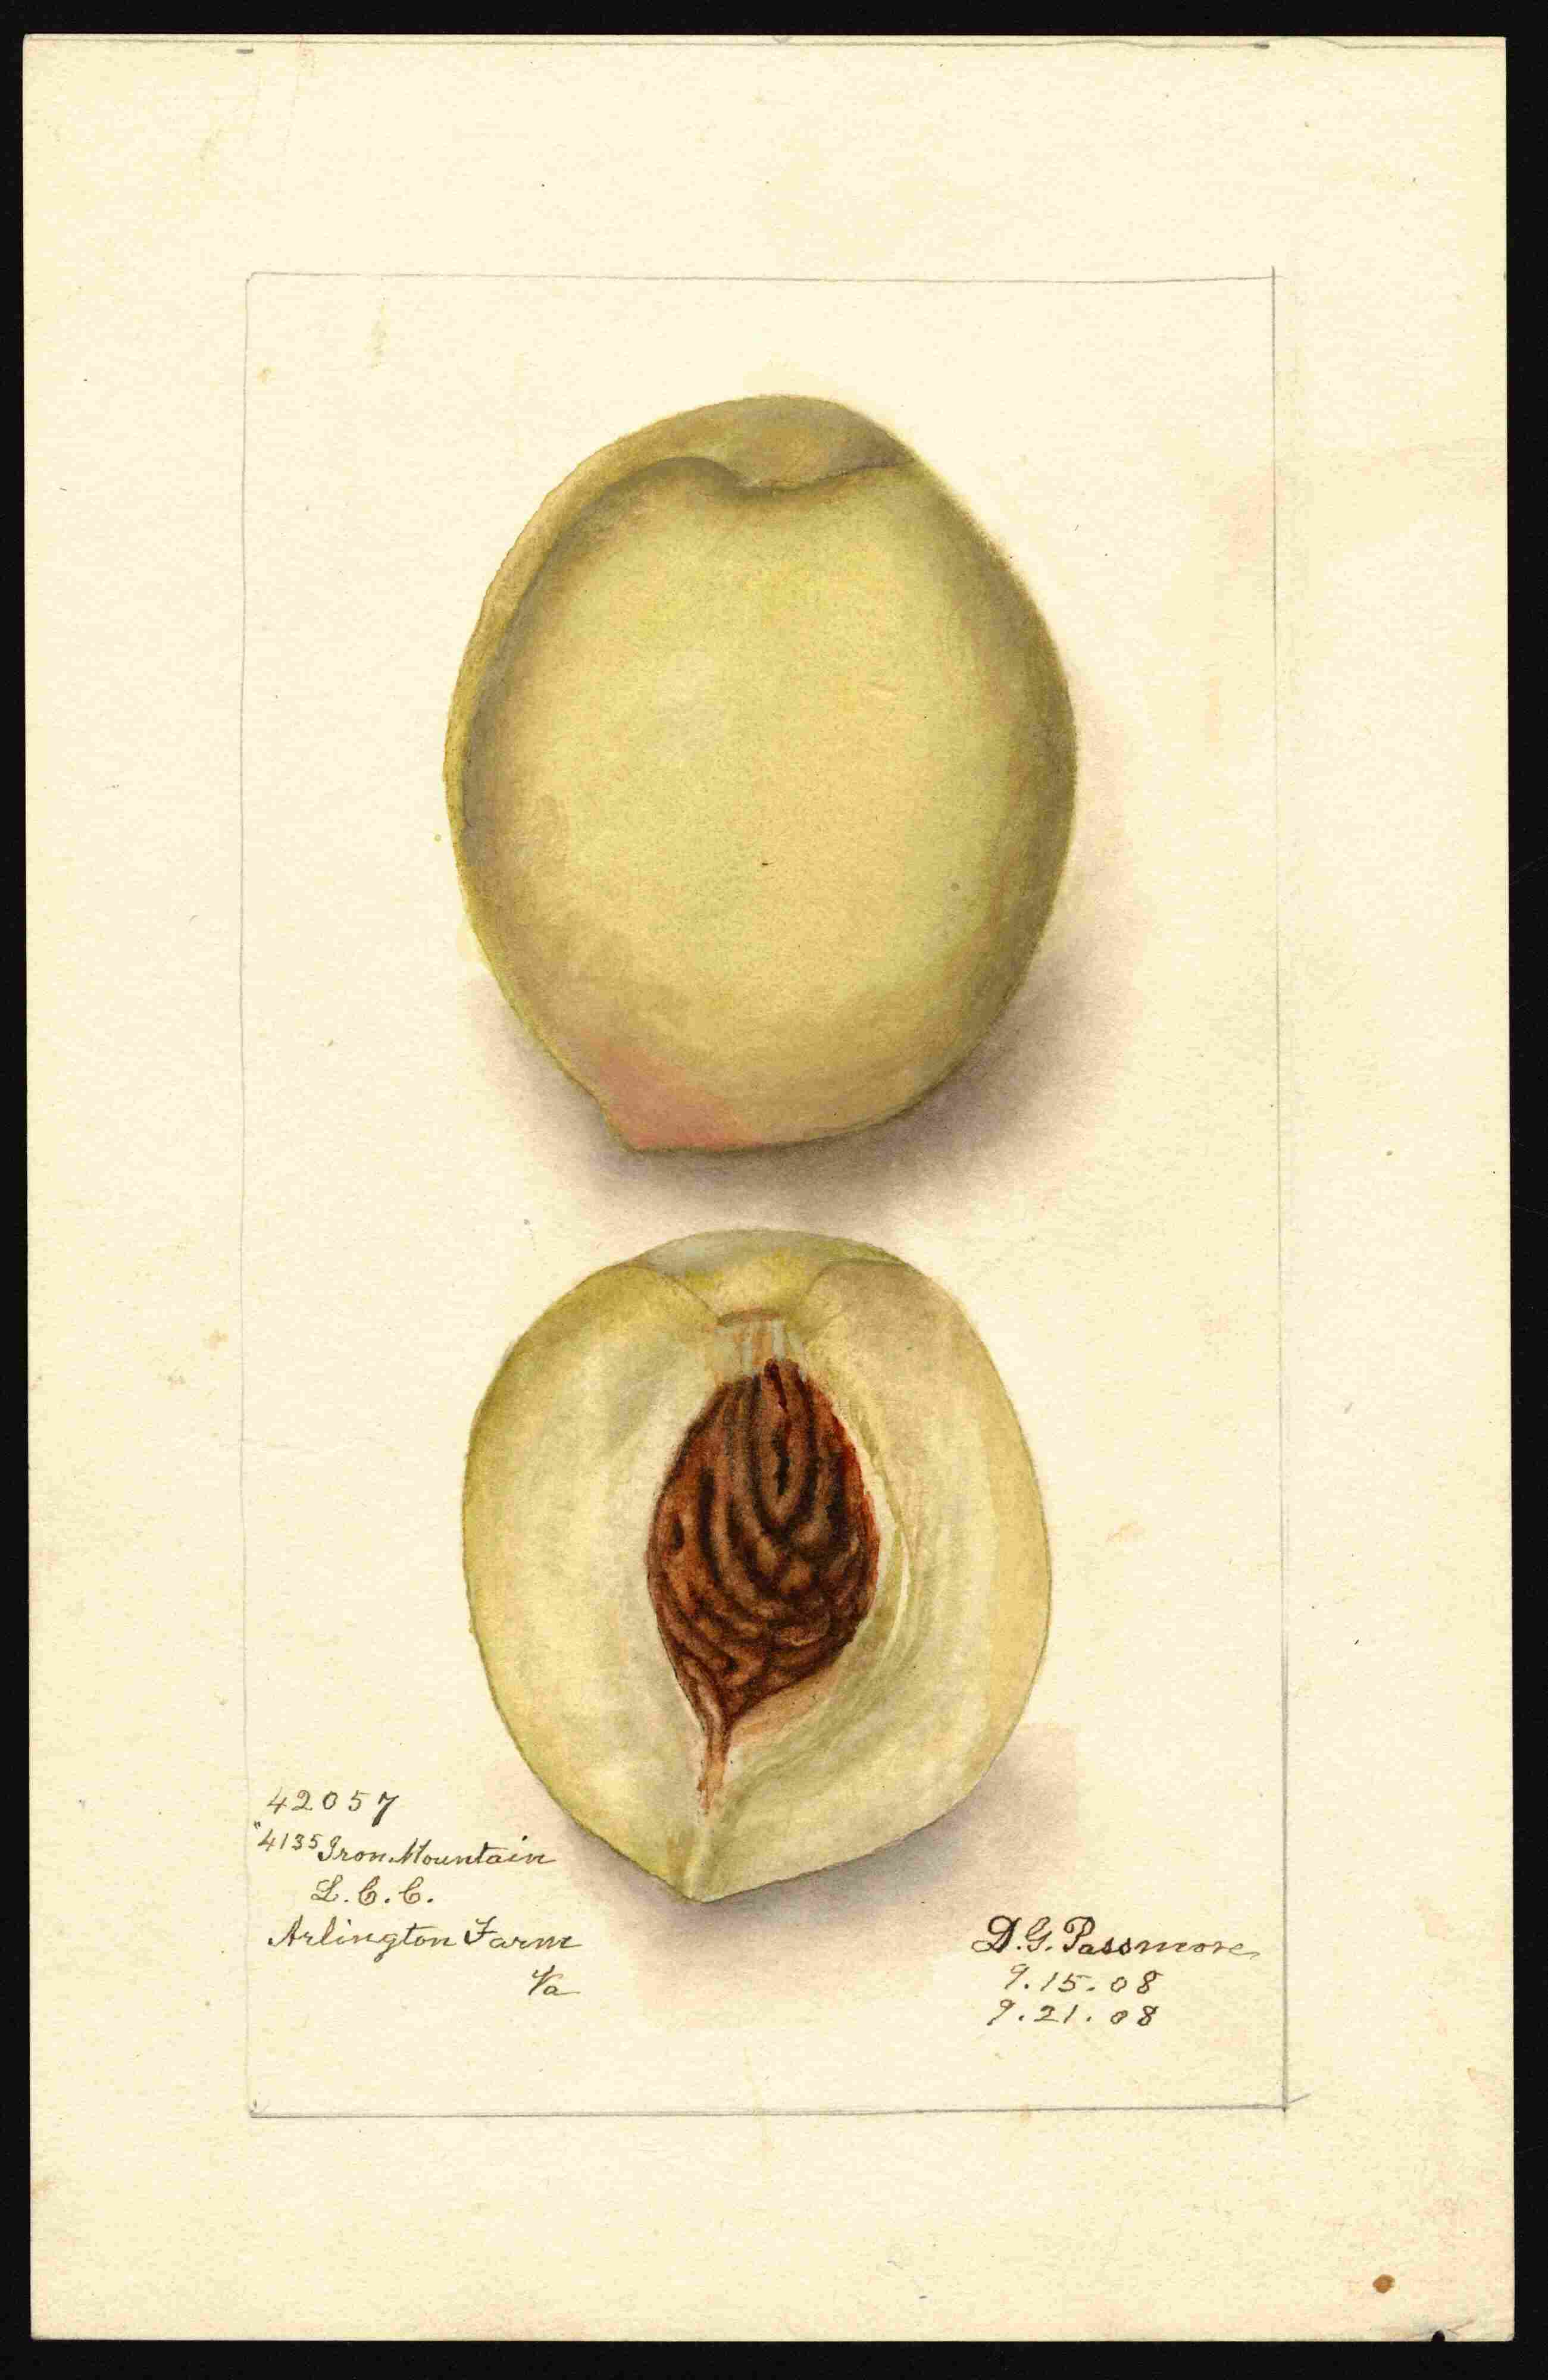 42057
"4135 Iron Mountain
L.C.C.
Arlington Farm
Va
D.G. Passmore
9.15.08
9.21.08